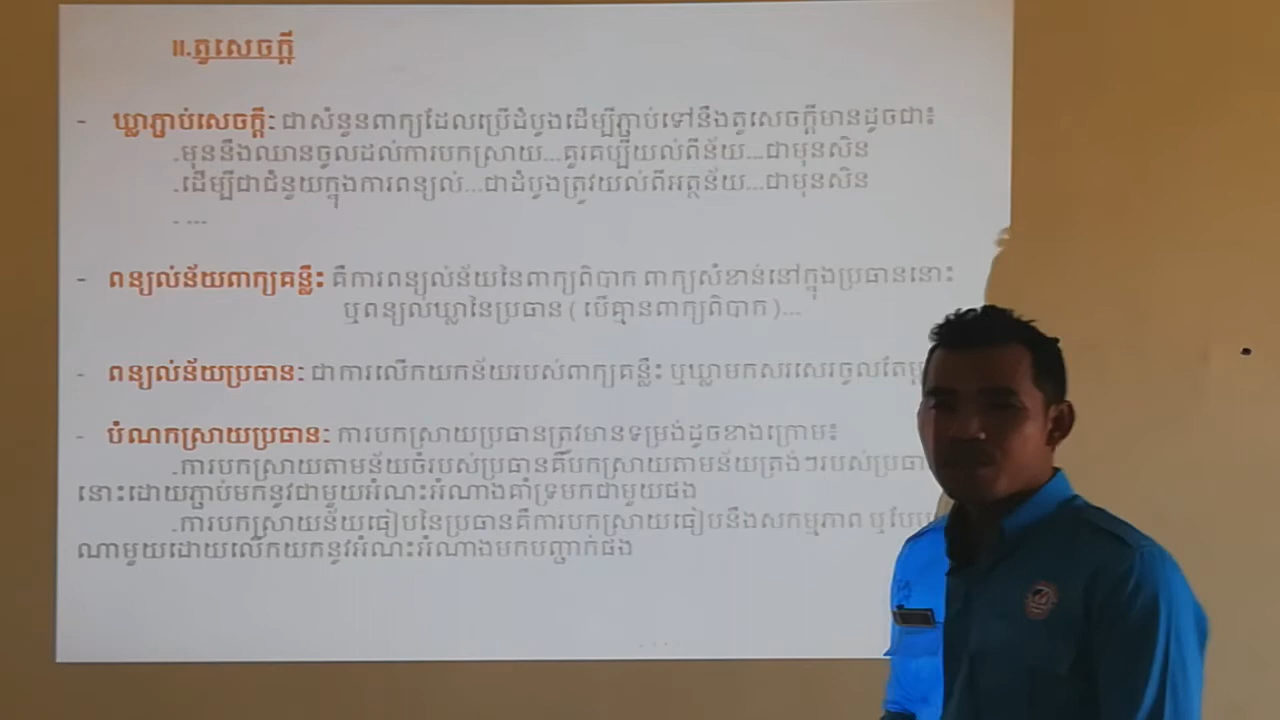 II.តួសេចក្តី
- ឃ្លាភ្ជាប់សេចក្តី: ជាសំនួនពាក្យដែលប្រើដំបូងដើម្បីភ្ជាប់ទៅនឹងតួសេចក្តីមានដូចជា៖
.មុននឹងឈានចូលដល់ការបកស្រាយ...គួរគប្បីយល់ពីន័យ...ជាមុនសិន
.ដើម្បីជាជំនួយក្នុងការពន្យល់...ជាដំបូងត្រូវយល់ពីអត្ថន័យ...ជាមុនសិន
- ...
- ពន្យល់ន័យពាក្យគន្លឹះ គឺការពន្យល់ន័យនៃពាក្យពិបាក ពាក្យសំខាន់នៅក្នុងប្រធាននោះ
ឬពន្យល់ឃ្លានៃប្រធាន ( បើគ្មានពាក្យពិបាក )...
- ពន្យល់ន័យប្រធាន: ជាការលើកយកន័យរបស់ពាក្យគន្លឹះ ឬឃ្លាមកសរសេរចូលតែ
- បំណកស្រាយប្រធាន: ការបកស្រាយប្រធានត្រូវមានទម្រង់ដូចខាងក្រោម៖
.ការបកស្រាយតាមន័យចំរបស់ប្រធានគឺបកស្រាយតាមន័យត្រង់ៗរបស់
នោះដោយភ្ជាប់មកនូវជាមួយអំណះអំណាងគាំទ្រមកជាមួយផង
.ការបកស្រាយន័យធៀបនៃប្រធានគឺការបកស្រាយធៀបនឹងសកម្មភាព
ណាមួយដោយលើកយកនូវអំណះអំណាងមកបញ្ជាក់ផង